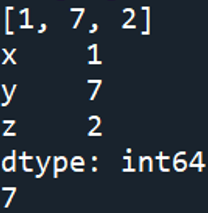 [1, 7, 2]
x    1
y    7
z    2
dtype: int64
7